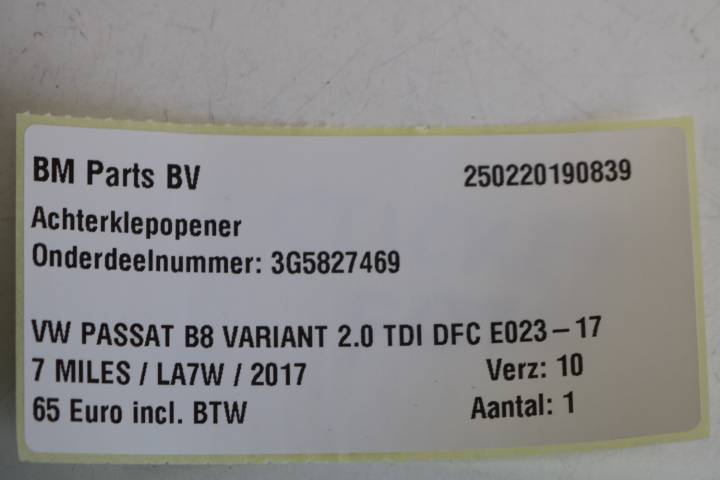 BM Parts BV 250220190839
Achterklepopener
Onderdeelnummer: 3G5827469
VW PASSAT B8 VARIANT 2.0 TDI DFC E023-17
7 MILES / LA7W / 2017 Verz: 10
65 Euro incl. BTW Aantal: 1